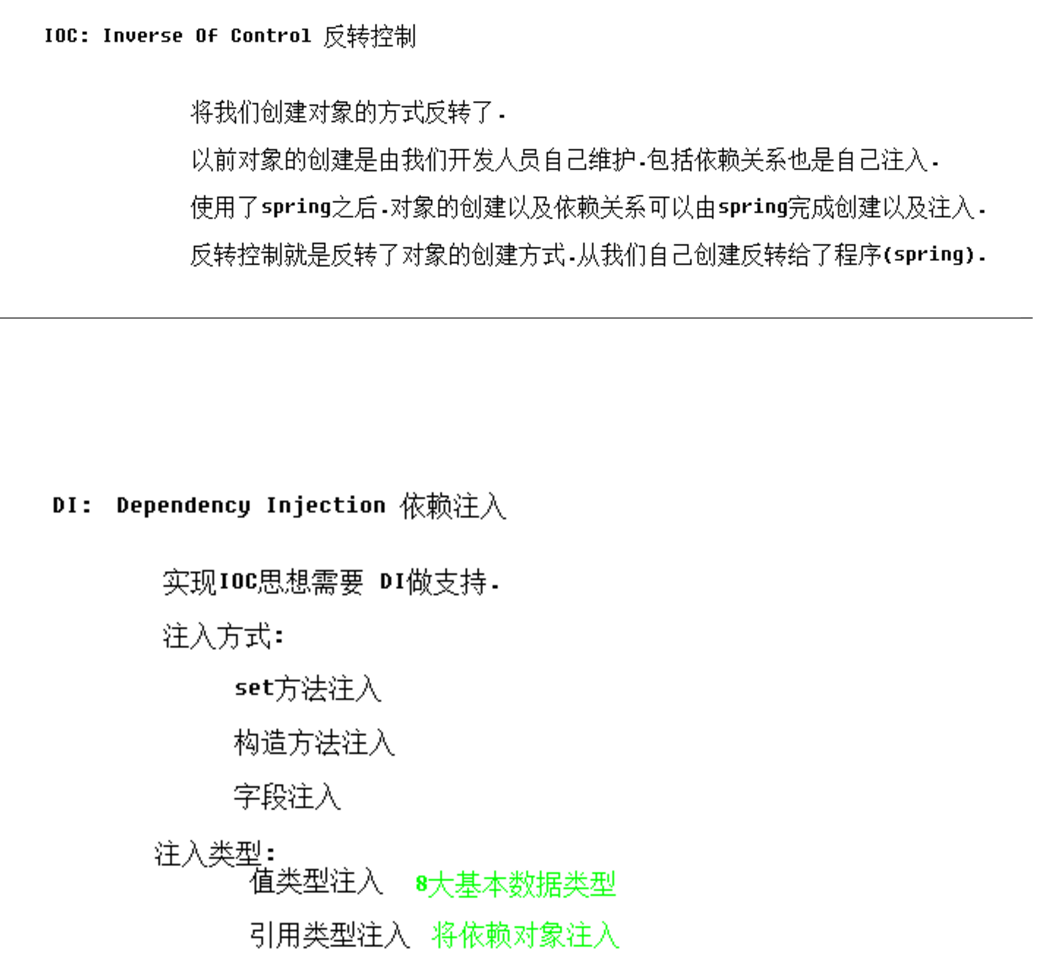 IOC: Inverse Of Control 反转控制
将我们创建对象的方式反转了.
以前对象的创建是由我们开发人员自己维护.包括依赖关系也是自己注入.
使用了spring之后.对象的创建以及依赖关系可以由spring完成创建以及注入.
反转控制就是反转了对象的创建方式.从我们自己创建反转给了程序(spring).
DI: Dependency Injection 依赖注入
实现IOC思想需要 DI做支持.
注入方式:
set方法注入
构造方法注入
字段注入
注入类型:
值类型注入 8大基本数据类型
引用类型注入 将依赖对象注入